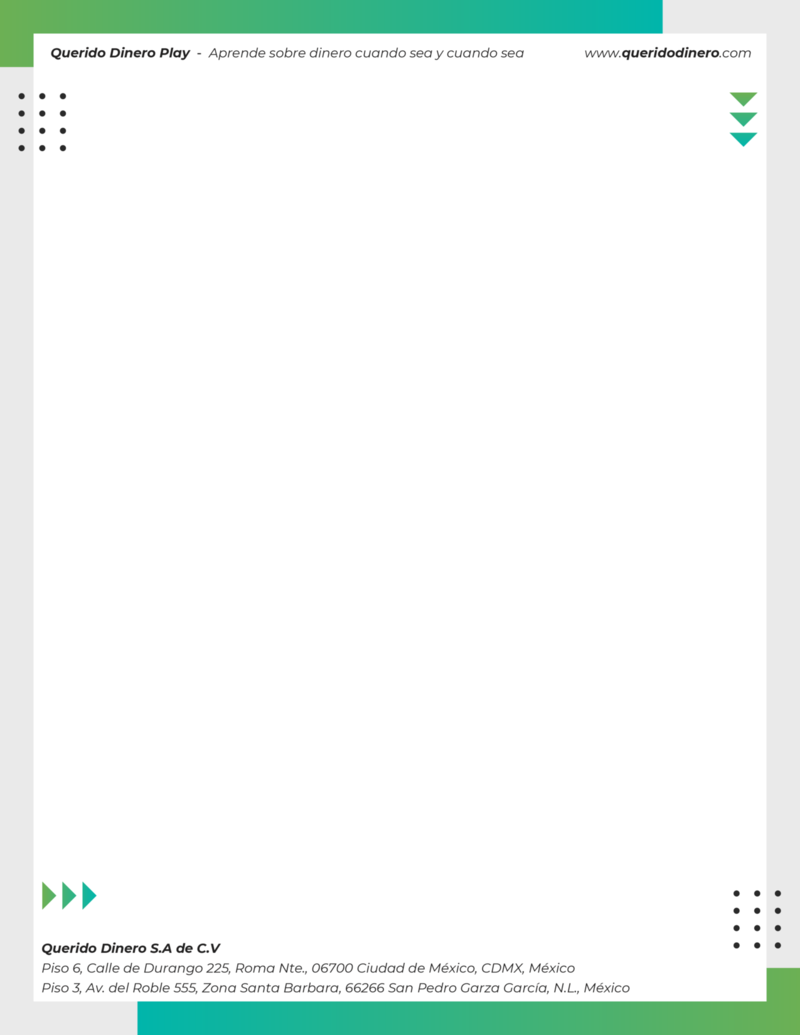 Querido Dinero Play - Aprende sobre dinero cuando sea y cuando sea www.queridodinero.com
Querido Dinero S.A de C.V
Piso 6, Calle de Durango 225, Roma Nte., 06700 Ciudad de México, CDMX, México
Piso 3, Av. del Roble 555, Zona Santa Barbara, 66266 San Pedro Garza García, N.L., México